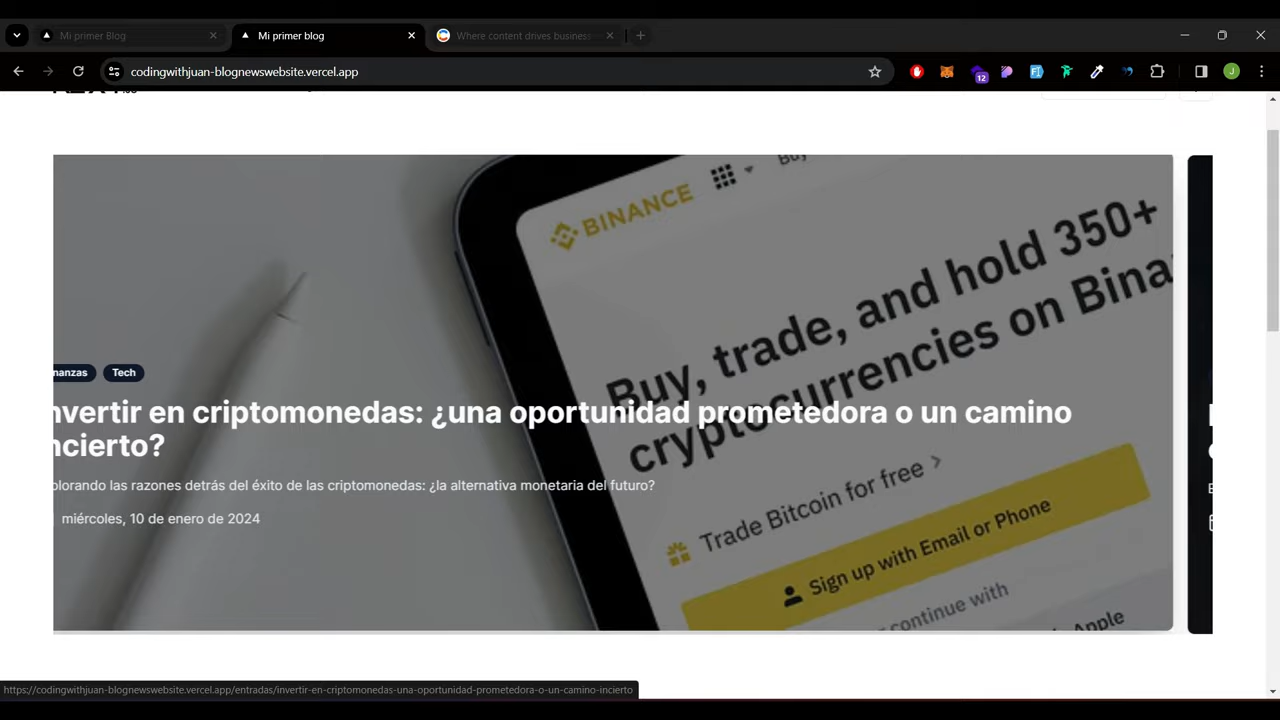 Mi primer Blog
Mi primer blog
Where content drives business
codingwithjuan-blognewswebsite.vercel.app
12
J
BINANCE
Buy, trade, and hold 350+
cryptocurrencies on Bina
Trade Bitcoin for free
Sign up with Email or Phone
continue with
Apple
nanzas
Tech
nvertir en criptomonedas: ¿una oportunidad prometedora o un camino
ncierto?
plorando las razones detrás del éxito de las criptomonedas: ¿la alternativa monetaria del futuro?
miércoles, 10 de enero de 2024
https://codingwithjuan-blognewswebsite.vercel.app/entradas/invertir-en-criptomonedas-una-oportunidad-prometedora-o-un-camino-incierto